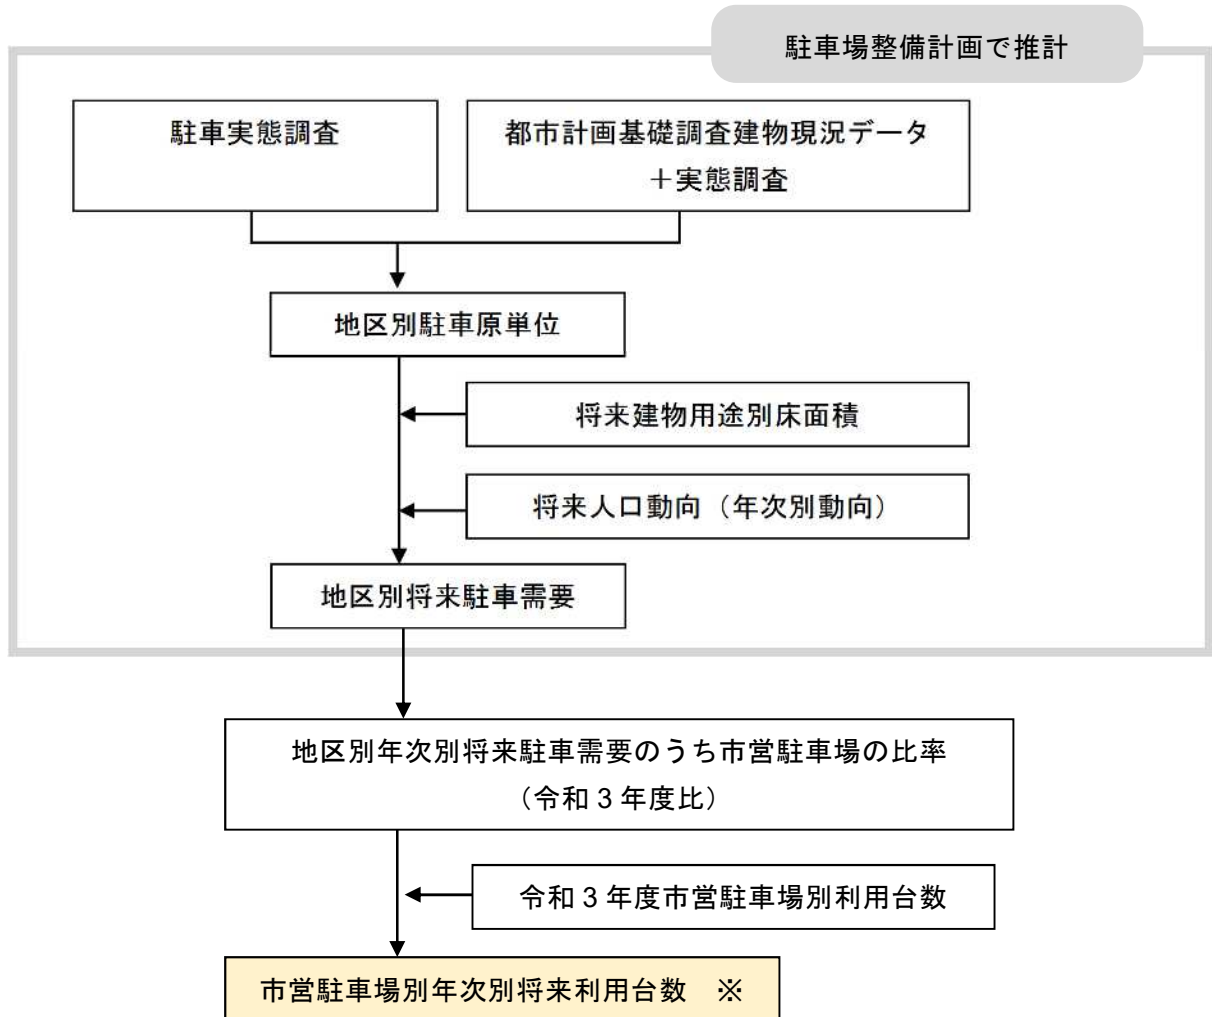 駐車場整備計画で推計
駐車実態調査
都市計画基礎調査建物現況データ
＋実態調査
地区別駐車原単位
将来建物用途別床面積
将来人口動向（年次別動向）
地区別将来駐車需要
地区別年次別将来駐車需要のうち市営駐車場の比率
（令和３年度比）
令和３年度市営駐車場別利用台数
市営駐車場別年次別将来利用台数　※